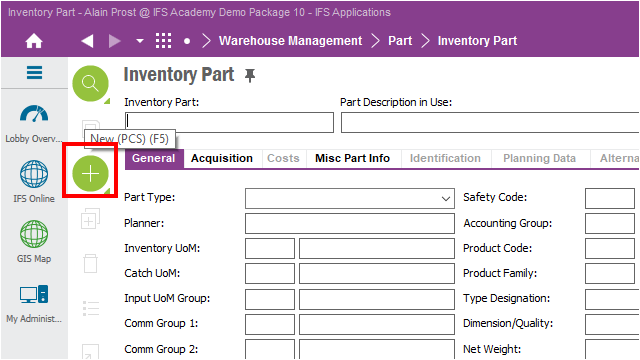 Inventory Part - Alain Prost @ IFS Academy Demo Package 10 - IFS Applications
Warehouse Management Part Inventory Part
Inventory Part
Inventory Part: Part Description in Use:
New (PCS) (F5)
General Acquisition Costs Misc Part Info Identification Planning Data Alterna
Lobby Overv...
IFS Online
GIS Map
My Administ...
Part Type: Safety Code:
Planner: Accounting Group:
Inventory UoM: Product Code:
Catch UoM: Product Family:
Input UoM Group: Type Designation:
Comm Group 1: Dimension/Quality:
Comm Group 2: Net Weight: